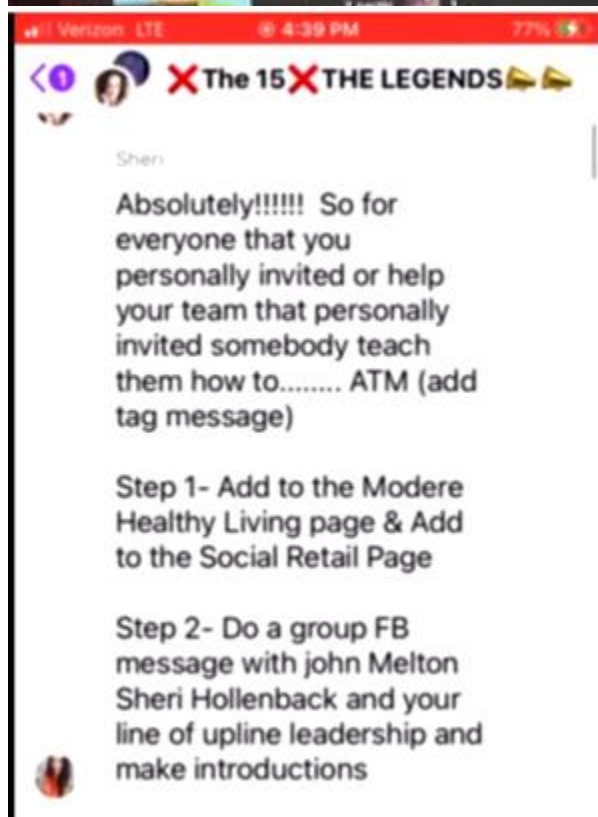 Verizon LTE 4:39 PM 77%
1 ❌The 15❌THE LEGENDS📣📣
Sheri
Absolutely!!!!!! So for
everyone that you
personally invited or help
your team that personally
invited somebody teach
them how to........ ATM (add
tag message)
Step 1- Add to the Modere
Healthy Living page & Add
to the Social Retail Page
Step 2- Do a group FB
message with john Melton
Sheri Hollenback and your
line of upline leadership and
make introductions